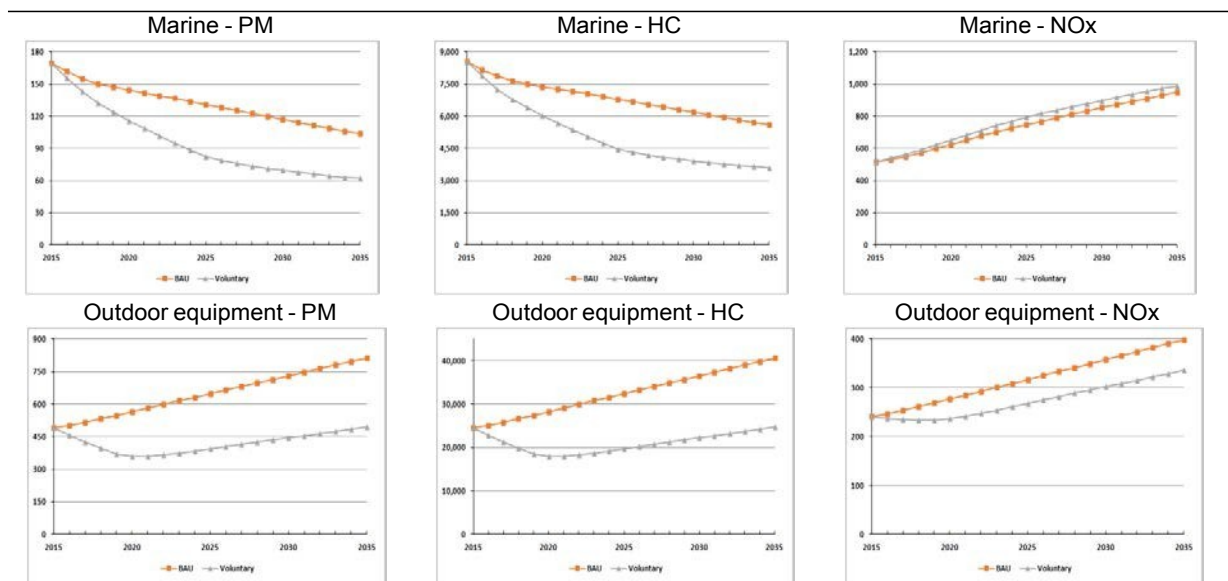 Marine - PM
180
150
120
90
60
30
0
2015 2020 2025 2030 2035
BAU Voluntary
Marine - HC
9,000
7,500
6,000
4,500
3,000
1,500
0
2015 2020 2025 2030 2035
BAU Voluntary
Marine - NOx
1,200
1,000
800
600
400
200
0
2015 2020 2025 2030 2035
BAU Voluntary
Outdoor equipment - PM
900
750
600
450
300
150
0
2015 2020 2025 2030 2035
BAU Voluntary
Outdoor equipment - HC
40,000
30,000
20,000
10,000
0
2015 2020 2025 2030 2035
BAU Voluntary
Outdoor equipment - NOx
400
300
200
100
0
2015 2020 2025 2030 2035
BAU Voluntary